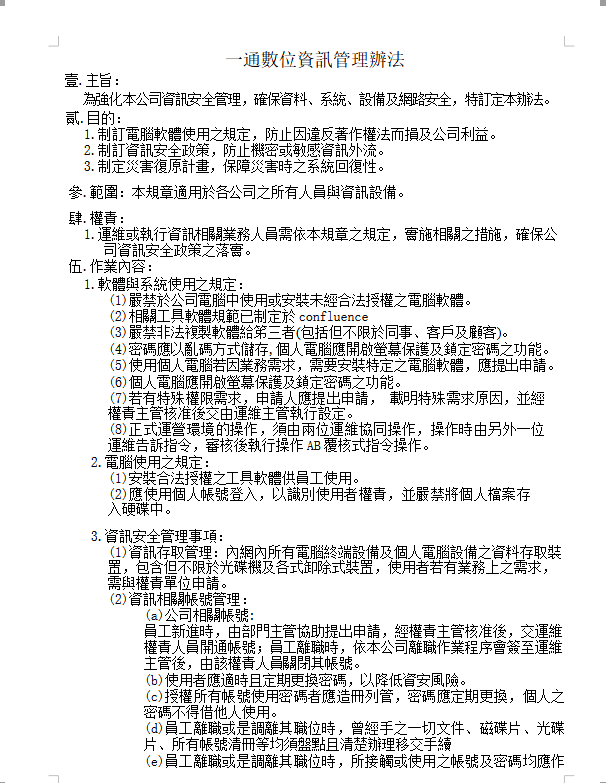 一通數位資訊管理辦法
壹.主旨：
為強化本公司資訊安全管理，確保資料、系統、設備及網路安全，特訂定本辦法。
貳.目的：
1.制訂電腦軟體使用之規定，防止因違反著作權法而損及公司利益。
2.制訂資訊安全政策，防止機密或敏感資訊外流。
3.制定災害復原計畫，保障災害時之系統回復性。
參.範圍：本規章適用於各公司之所有人員與資訊設備。
肆.權責：
1.運維或執行資訊相關業務人員需依本規章之規定，實施相關之措施，確保公
司資訊安全政策之落實。
伍.作業內容：
1.軟體與系統使用之規定：
(1)嚴禁於公司電腦中使用或安裝未經合法授權之電腦軟體。
(2)相關工具軟體規範已制定於confluence
(3)嚴禁非法複製軟體給第三者(包括但不限於同事、客戶及顧客)。
(4)密碼應以亂碼方式儲存,個人電腦應開啟螢幕保護及鎖定密碼之功能。
(5)使用個人電腦若因業務需求，需要安裝特定之電腦軟體，應提出申請。
(6)個人電腦應開啟螢幕保護及鎖定密碼之功能。
(7)若有特殊權限需求，申請人應提出申請， 載明特殊需求原因，並經
權責主管核准後交由運維主管執行設定。
(8)正式運營環境的操作，須由兩位運維協同操作，操作時由另外一位
運維告訴指令，審核後執行操作AB覆核式指令操作。
2.電腦使用之規定：
(1)安裝合法授權之工具軟體供員工使用。
(2)應使用個人帳號登入，以識別使用者權責，並嚴禁將個人檔案存
入硬碟中。
3.資訊安全管理事項：
(1)資訊存取管理：內網內所有電腦終端設備及個人電腦設備之資料存取裝
置，包含但不限於光碟機及各式卸除式裝置，使用者若有業務上之需求，
需與權責單位申請。
(2)資訊相關帳號管理：
(a)公司相關帳號:
員工新進時，由部門主管協助提出申請，經權責主管核准後，交運維
權責人員開通帳號；員工離職時，依本公司離職作業程序會簽至運維
主管後，由該權責人員關閉其帳號。
(b)使用者應適時且定期更換密碼，以降低資安風險。
(c)授權所有帳號使用密碼者應造冊列管，密碼應定期更換，個人之
密碼不得借他人使用。
(d)員工離職或是調離其職位時，曾經手之一切文件、磁碟片、光碟
片、所有帳號清冊等均須盤點且清楚辦理移交手續
(e)員工離職或是調離其職位時，所接觸或使用之帳號及密碼均應作